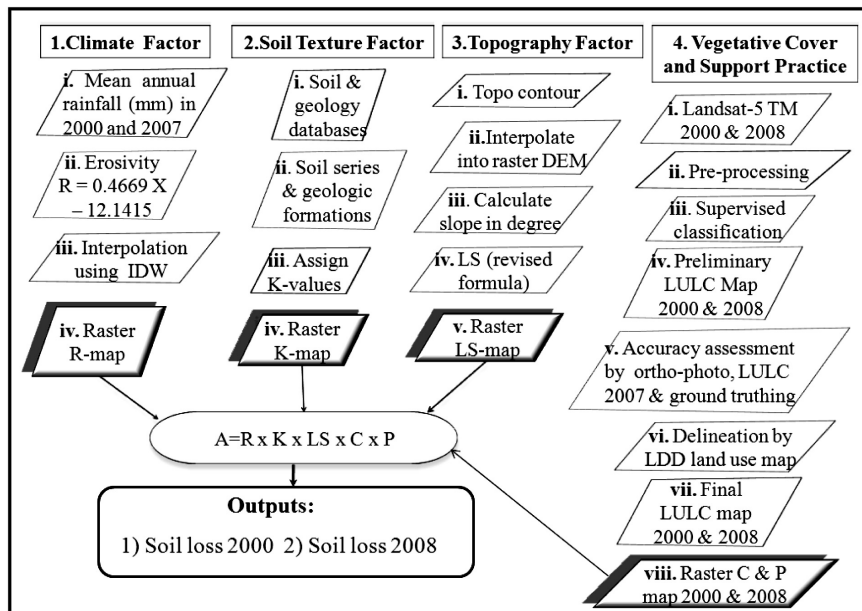 1.Climate Factor
i. Mean annual
rainfall (mm) in
2000 and 2007
ii. Erosivity
R = 0.4669 X
– 12.1415
iii. Interpolation
using IDW
iv. Raster
R-map
2.Soil Texture Factor
i. Soil &
geology
databases
ii. Soil series
& geologic
formations
iii. Assign
K-values
iv. Raster
K-map
3.Topography Factor
i. Topo contour
ii.Interpolate
into raster DEM
iii. Calculate
slope in degree
iv. LS (revised
formula)
v. Raster
LS-map
4. Vegetative Cover
and Support Practice
i. Landsat-5 TM
2000 & 2008
ii. Pre-processing
iii. Supervised
classification
iv. Preliminary
LULC Map
2000 & 2008
v. Accuracy assessment
by ortho-photo, LULC
2007 & ground truthing
vi. Delineation by
LDD land use map
vii. Final
LULC map
2000 & 2008
viii. Raster C & P
map 2000 & 2008
A=R x K x LS x C x P
Outputs:
1) Soil loss 2000 2) Soil loss 2008